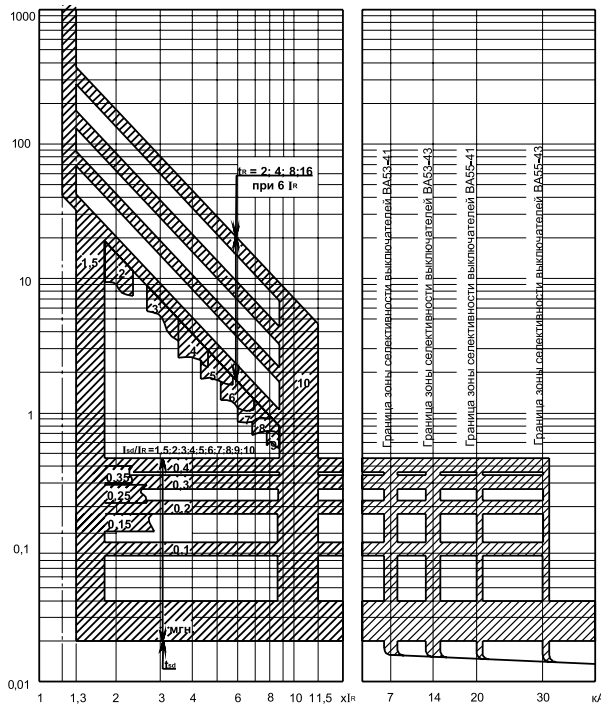 1000
100
10
1
0,1
0,01
tR = 2; 4; 8;16
при 6 IR
1,5
2
3
4
5
6
7
8
9
10
Isd/IR =1,5;2;3;4;5;6;7;8;9;10
0,4
0,35
0,3
0,25
0,2
0,15
0,1
МГН.
tsd
Граница зоны селективности выключателей ВА53-41
Граница зоны селективности выключателей ВА53-43
Граница зоны селективности выключателей ВА55-41
Граница зоны селективности выключателей ВА55-43
1 1,3 2 3 4 6 8 10 11,5 xIR
7 14 20 30 кА